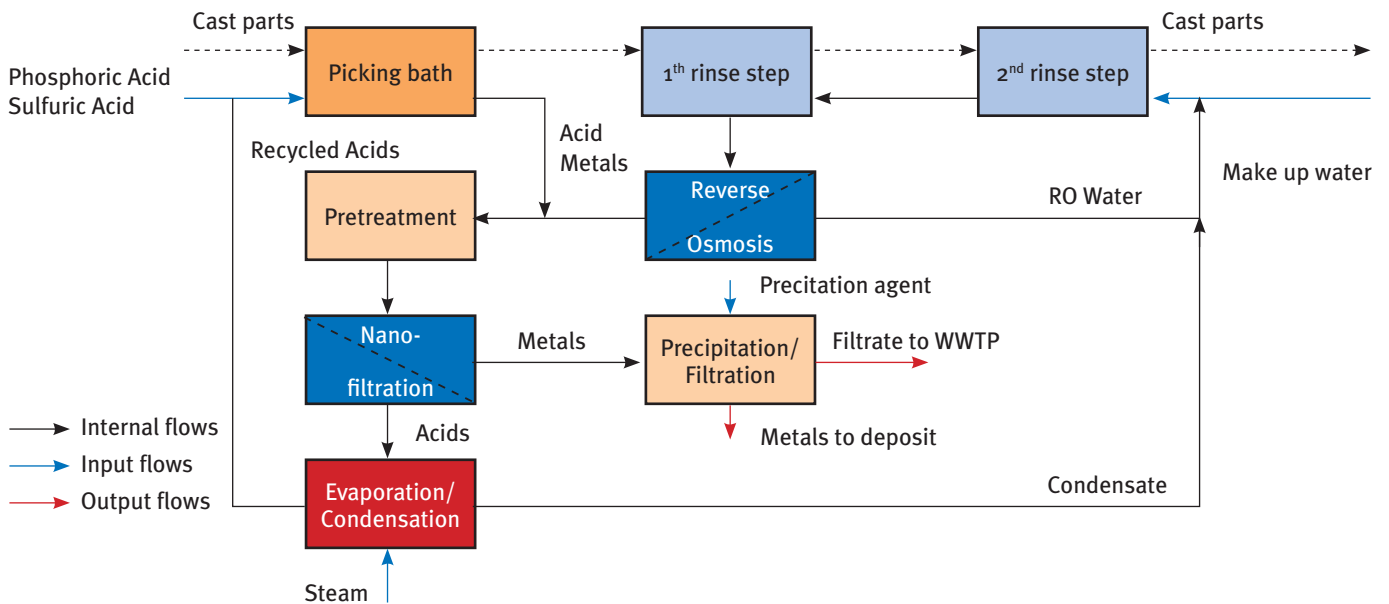 Cast parts
Cast parts
Picking bath
1th rinse step
2nd rinse step
Phosphoric Acid
Sulfuric Acid
Acid
Metals
Recycled Acids
Make up water
Pretreatment
Reverse
Osmosis
RO Water
Precitation agent
Nano-
filtration
Metals
Precipitation/
Filtration
Filtrate to WWTP
Metals to deposit
Internal flows
Input flows
Output flows
Acids
Evaporation/
Condensation
Condensate
Steam